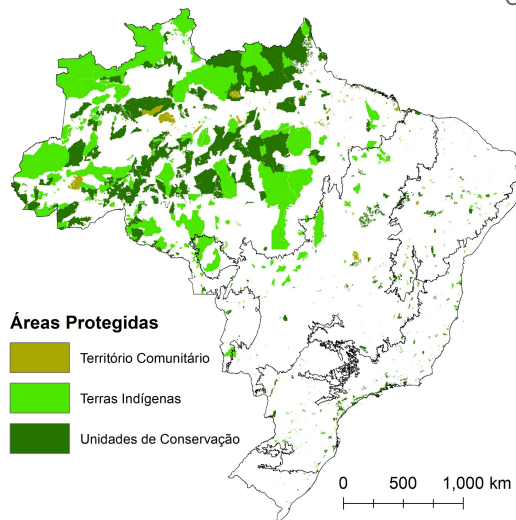 Áreas Protegidas
Território Comunitário
Terras Indígenas
Unidades de Conservação
0 500 1,000 km